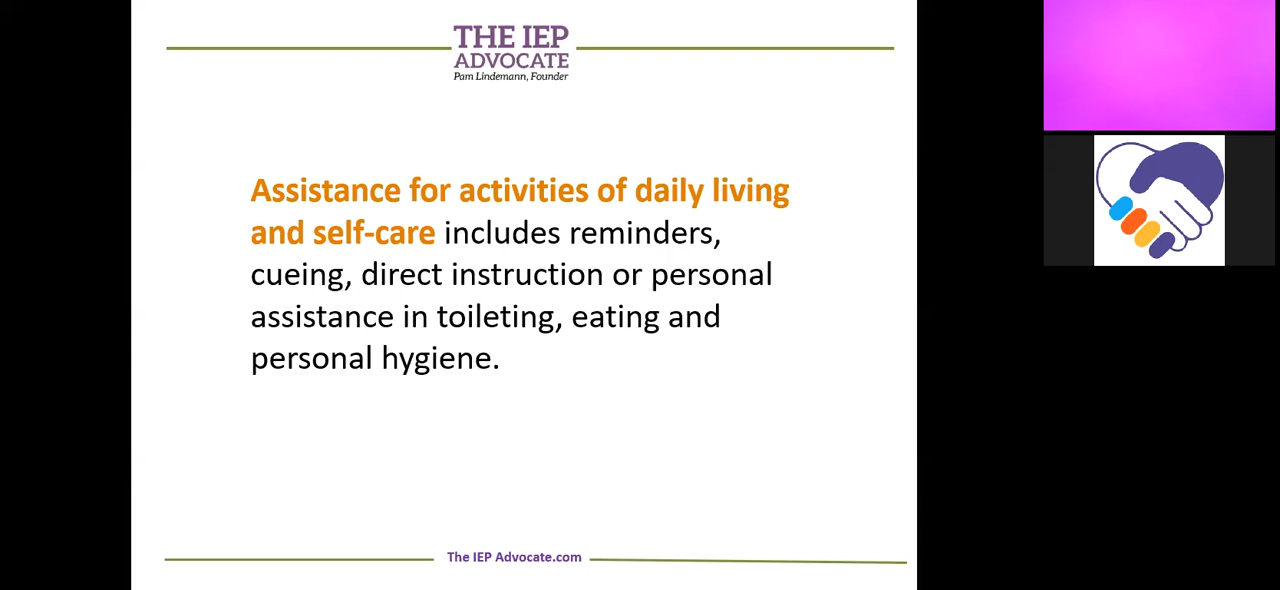 THE IEP
ADVOCATE
Pam Lindemann, Founder
Assistance for activities of daily living
and self-care includes reminders,
cueing, direct instruction or personal
assistance in toileting, eating and
personal hygiene.
The IEP Advocate.com